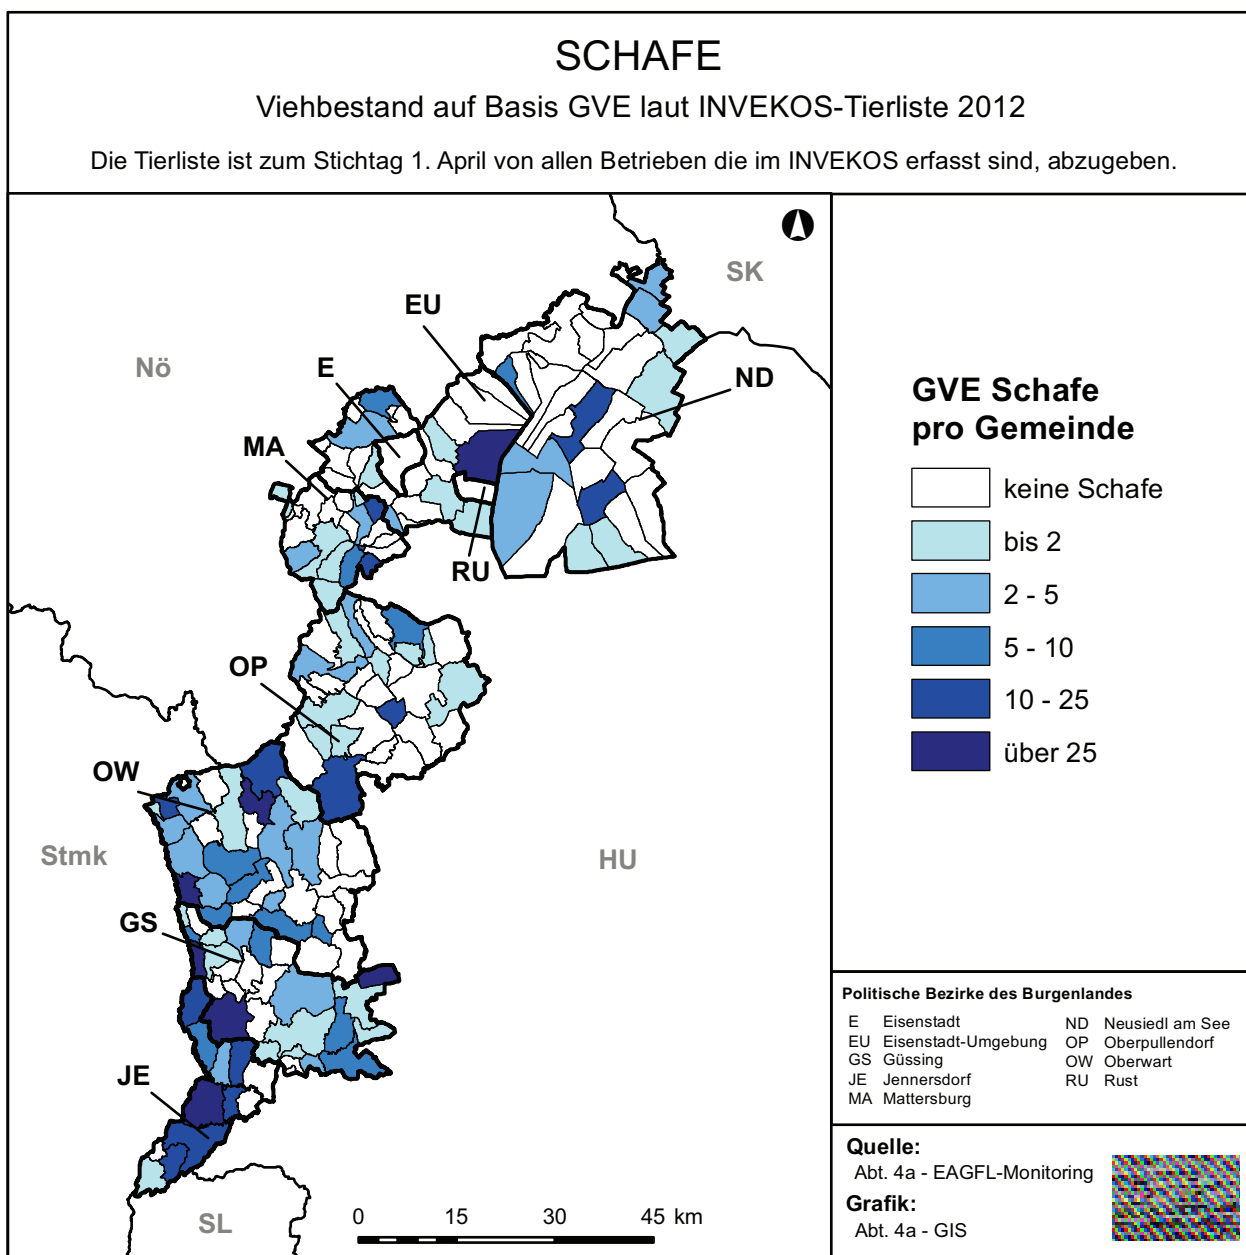 SCHAFE
Viehbestand auf Basis GVE laut INVEKOS-Tierliste 2012
Die Tierliste ist zum Stichtag 1. April von allen Betrieben die im INVEKOS erfasst sind, abzugeben.
SK
EU
Nö
E
ND
MA
RU
OP
OW
Stmk
HU
GS
JE
SL
0 15 30 45 km
GVE Schafe
pro Gemeinde
keine Schafe
bis 2
2 - 5
5 - 10
10 - 25
über 25
Politische Bezirke des Burgenlandes
E Eisenstadt
EU Eisenstadt-Umgebung
GS Güssing
JE Jennersdorf
MA Mattersburg
ND Neusiedl am See
OP Oberpullendorf
OW Oberwart
RU Rust
Quelle:
Abt. 4a - EAGFL-Monitoring
Grafik:
Abt. 4a - GIS